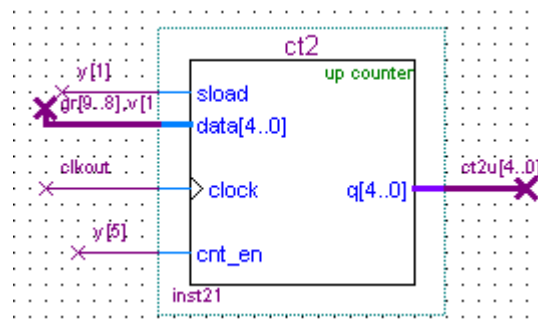 ct2
up counter
y[1]
sload
gr[9..8],v[1
data[4..0]
clkout
clock
q[4..0]
ct2u[4..0]
y[5]
cnt_en
inst21